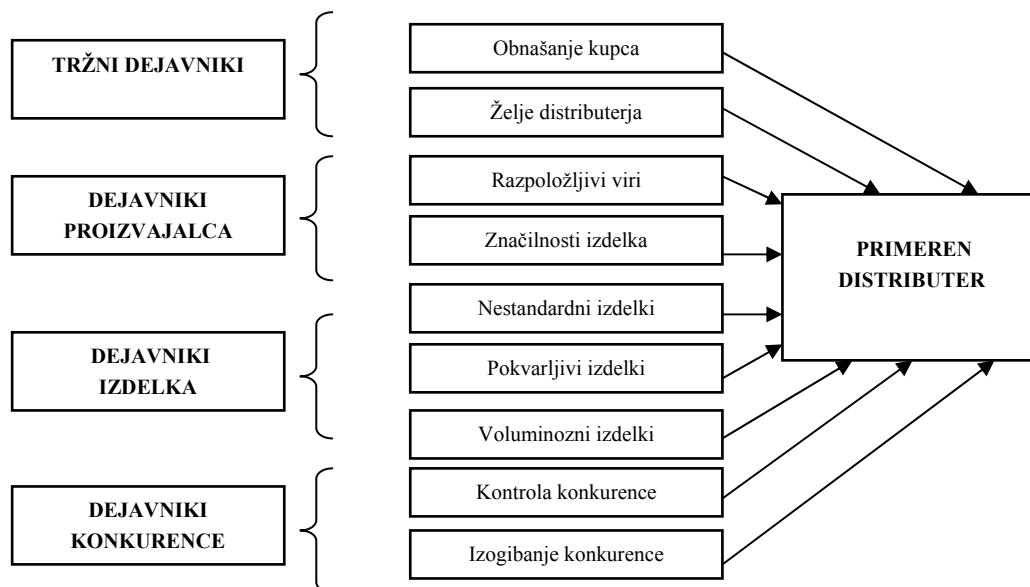 TRŽNI DEJAVNIKI
Obnašanje kupca
Želje distributerja
DEJAVNIKI
PROIZVAJALCA
Razpoložljivi viri
Značilnosti izdelka
DEJAVNIKI
IZDELKA
Nestandardni izdelki
Pokvarljivi izdelki
Voluminozni izdelki
DEJAVNIKI
KONKURENCE
Kontrola konkurence
Izogibanje konkurence
PRIMEREN
DISTRIBUTER